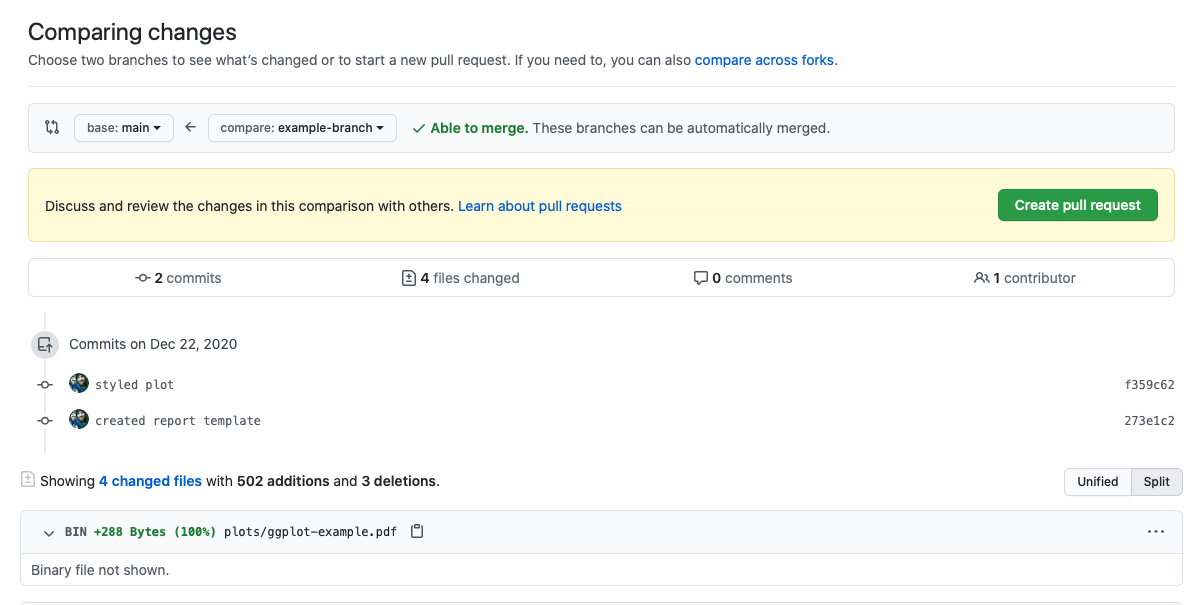 Comparing changes
Choose two branches to see what's changed or to start a new pull request. If you need to, you can also compare across forks.
base: main compare: example-branch Able to merge. These branches can be automatically merged.
Discuss and review the changes in this comparison with others. Learn about pull requests Create pull request
2 commits 4 files changed 0 comments 1 contributor
Commits on Dec 22, 2020
styled plot f359c62
created report template 273e1c2
Showing 4 changed files with 502 additions and 3 deletions. Unified Split
BIN +288 Bytes (100%) plots/ggplot-example.pdf
Binary file not shown.